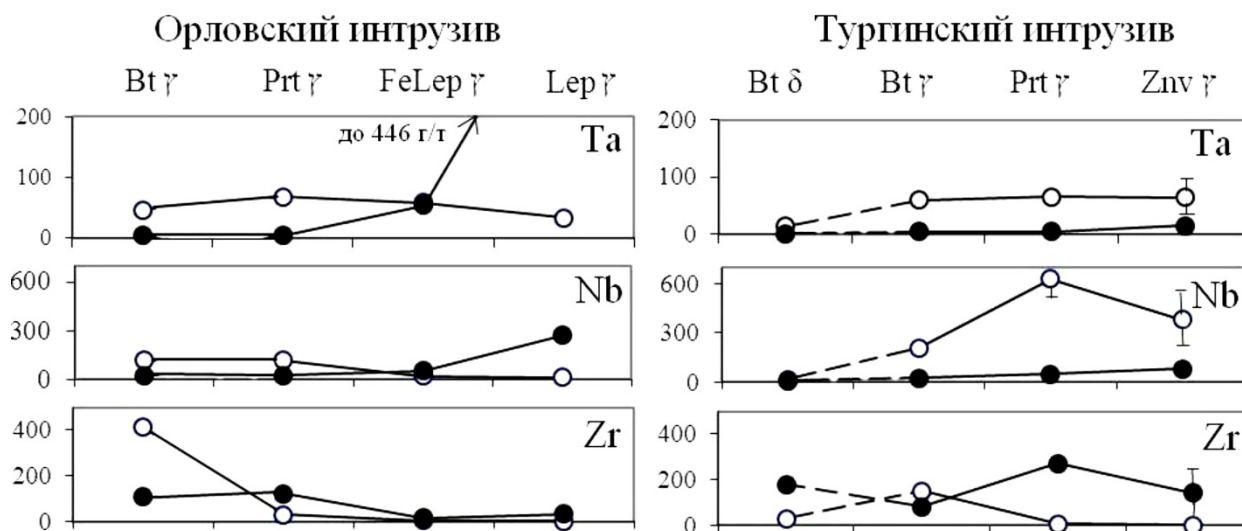 Орловский интрузив
Bt γ Prt γ FeLep γ Lep γ
200
100
0
до 446 г/т
Ta
600
300
0
Nb
400
200
0
Zr
Тургинский интрузив
Bt δ Bt γ Prt γ Znv γ
200
100
0
Ta
600
300
0
Nb
400
200
0
Zr